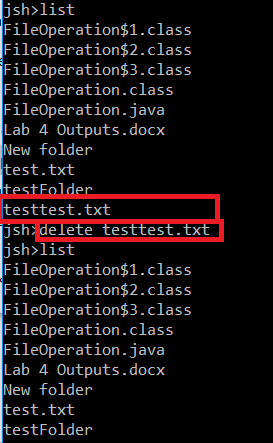 jsh>list
FileOperation$1.class
FileOperation$2.class
FileOperation$3.class
FileOperation.class
FileOperation.java
Lab 4 Outputs.docx
New folder
test.txt
testFolder
testtest.txt
jsh>delete testtest.txt
jsh>list
FileOperation$1.class
FileOperation$2.class
FileOperation$3.class
FileOperation.class
FileOperation.java
Lab 4 Outputs.docx
New folder
test.txt
testFolder